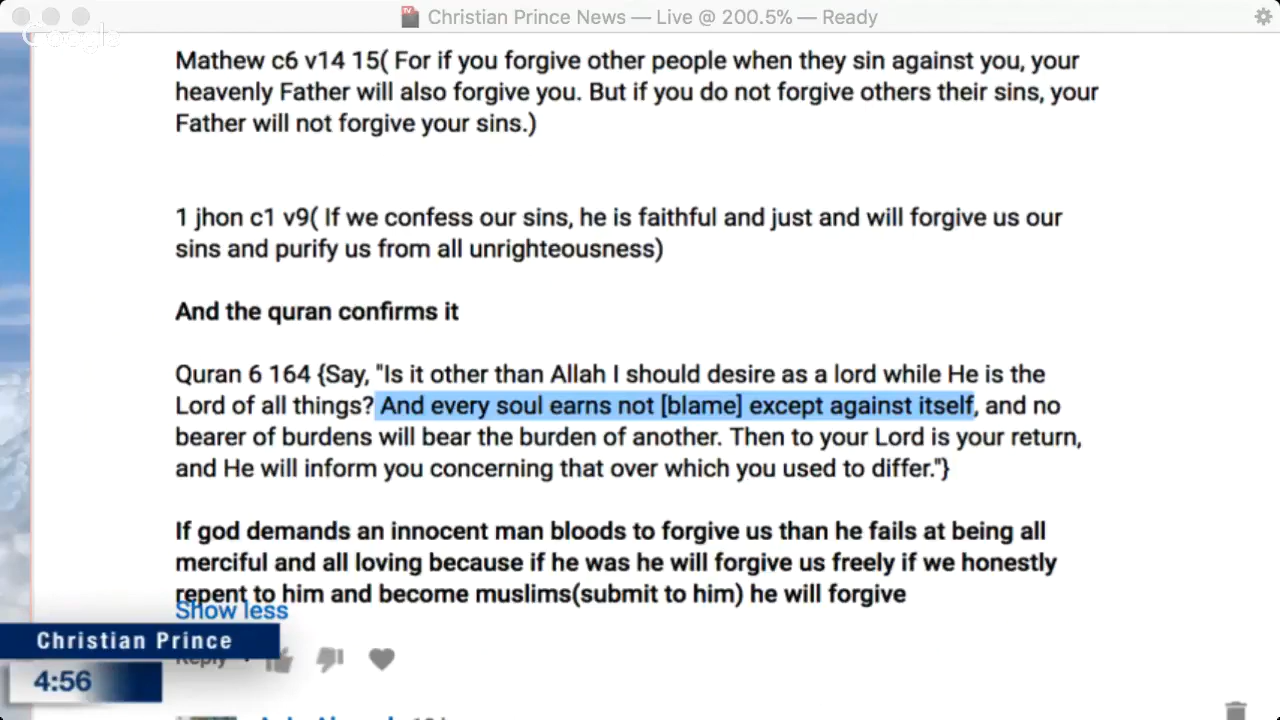 Christian Prince News — Live @ 200.5% — Ready
Google
Mathew c6 v14 15( For if you forgive other people when they sin against you, your
heavenly Father will also forgive you. But if you do not forgive others their sins, your
Father will not forgive your sins.)
1 jhon c1 v9( If we confess our sins, he is faithful and just and will forgive us our
sins and purify us from all unrighteousness)
And the quran confirms it
Quran 6 164 {Say, "Is it other than Allah I should desire as a lord while He is the
Lord of all things? And every soul earns not [blame] except against itself, and no
bearer of burdens will bear the burden of another. Then to your Lord is your return,
and He will inform you concerning that over which you used to differ."}
If god demands an innocent man bloods to forgive us than he fails at being all
merciful and all loving because if he was he will forgive us freely if we honestly
repent to him and become muslims(submit to him) he will forgive
Show less
Christian Prince
Reply
4:56